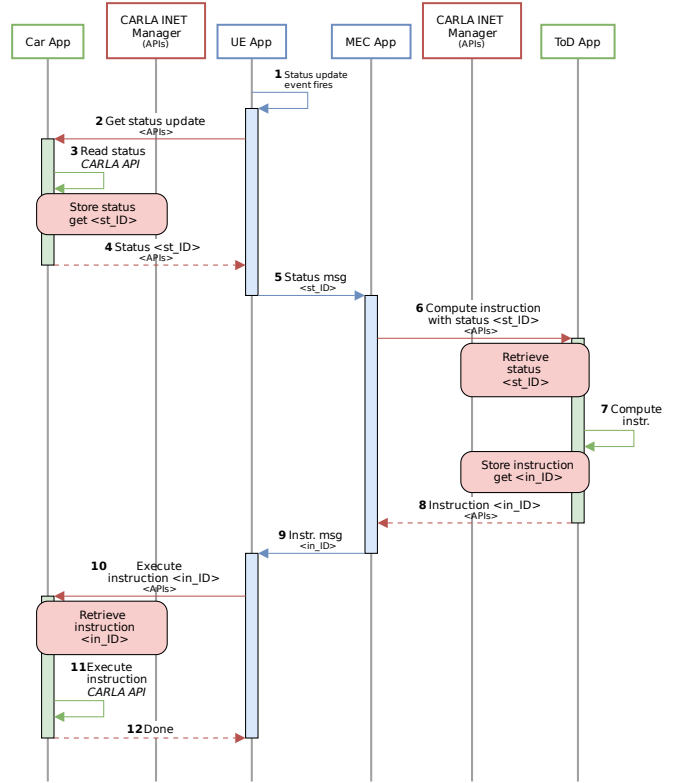 Car App
CARLA INET
Manager
(APIs)
UE App
MEC App
CARLA INET
Manager
(APIs)
ToD App
1 Status update
event fires
2 Get status update
<APIs>
3 Read status
CARLA API
Store status
get <st_ID>
4 Status <st_ID>
<APIs>
5 Status msg
<st_ID>
6 Compute instruction
with status <st_ID>
<APIs>
Retrieve
status
<st_ID>
7 Compute
instr.
Store instruction
get <in_ID>
8 Instruction <in_ID>
<APIs>
9 Instr. msg
<in_ID>
10 Execute
instruction <in_ID>
<APIs>
Retrieve
instruction
<in_ID>
11 Execute
instruction
CARLA API
12 Done